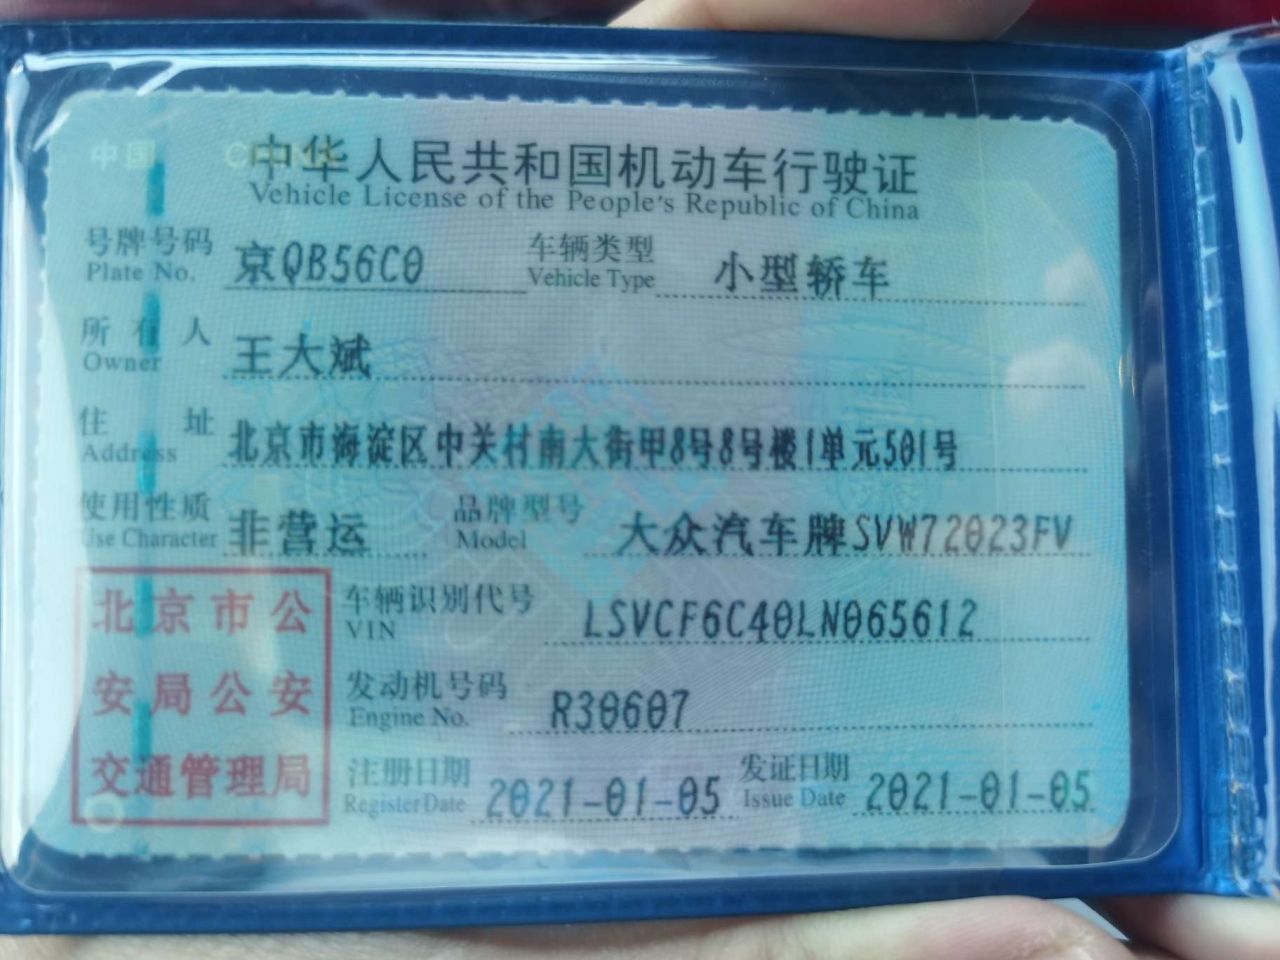 中国 CHINA
中华人民共和国机动车行驶证
Vehicle License of the People's Republic of China
号牌号码 京QB56C0 车辆类型 小型轿车
Plate No. Vehicle Type
所有人 王大斌
Owner
住址 北京市海淀区中关村南大街甲8号8号楼1单元501号
Address
使用性质 非营运 品牌型号 大众汽车牌SVW72023FV
Use Character Model
北京市公
安局公安
交通管理局
车辆识别代号 LSVCF6C40LN065612
VIN
发动机号码 R30607
Engine No.
注册日期 2021-01-05 发证日期 2021-01-05
Register Date Issue Date